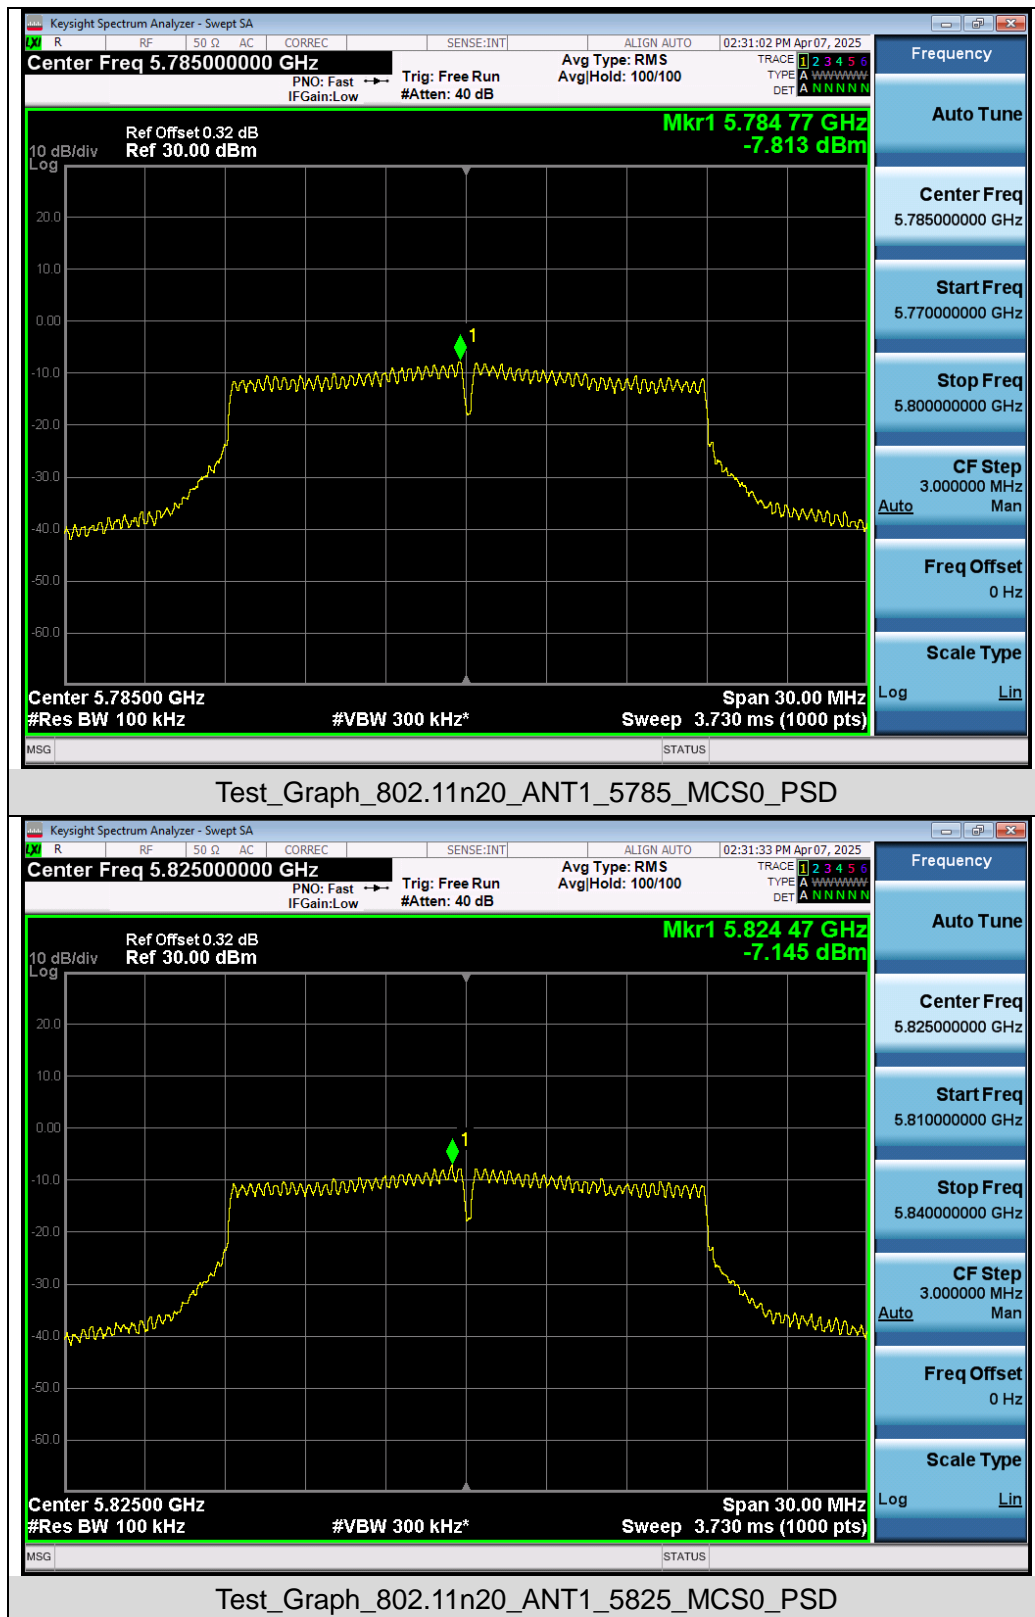 Keysight Spectrum Analyzer - Swept SA
LXI R RF 50 Ω AC CORREC SENSE:INT ALIGN AUTO 02:31:02 PM Apr 07, 2025
Center Freq 5.785000000 GHz
PNO: Fast
IFGain:Low
Trig: Free Run
#Atten: 40 dB
Avg Type: RMS
Avg|Hold: 100/100
TRACE 1 2 3 4 5 6
TYPE A WWWWW
DET A N N N N N
Ref Offset 0.32 dB
Ref 30.00 dBm
Mkr1 5.784 77 GHz
-7.813 dBm
10 dB/div
Log
20.0
10.0
0.00
-10.0
-20.0
-30.0
-40.0
-50.0
-60.0
1
Center 5.78500 GHz
Span 30.00 MHz
#Res BW 100 kHz
#VBW 300 kHz*
Sweep 3.730 ms (1000 pts)
MSG
STATUS
Frequency
Auto Tune
Center Freq
5.785000000 GHz
Start Freq
5.770000000 GHz
Stop Freq
5.800000000 GHz
CF Step
3.000000 MHz
Auto Man
Freq Offset
0 Hz
Scale Type
Log Lin
Test_Graph_802.11n20_ANT1_5785_MCS0_PSD
Keysight Spectrum Analyzer - Swept SA
LXI R RF 50 Ω AC CORREC SENSE:INT ALIGN AUTO 02:31:33 PM Apr 07, 2025
Center Freq 5.825000000 GHz
PNO: Fast
IFGain:Low
Trig: Free Run
#Atten: 40 dB
Avg Type: RMS
Avg|Hold: 100/100
TRACE 1 2 3 4 5 6
TYPE A WWWWW
DET A N N N N N
Ref Offset 0.32 dB
Ref 30.00 dBm
Mkr1 5.824 47 GHz
-7.145 dBm
10 dB/div
Log
20.0
10.0
0.00
-10.0
-20.0
-30.0
-40.0
-50.0
-60.0
1
Center 5.82500 GHz
Span 30.00 MHz
#Res BW 100 kHz
#VBW 300 kHz*
Sweep 3.730 ms (1000 pts)
MSG
STATUS
Frequency
Auto Tune
Center Freq
5.825000000 GHz
Start Freq
5.810000000 GHz
Stop Freq
5.840000000 GHz
CF Step
3.000000 MHz
Auto Man
Freq Offset
0 Hz
Scale Type
Log Lin
Test_Graph_802.11n20_ANT1_5825_MCS0_PSD